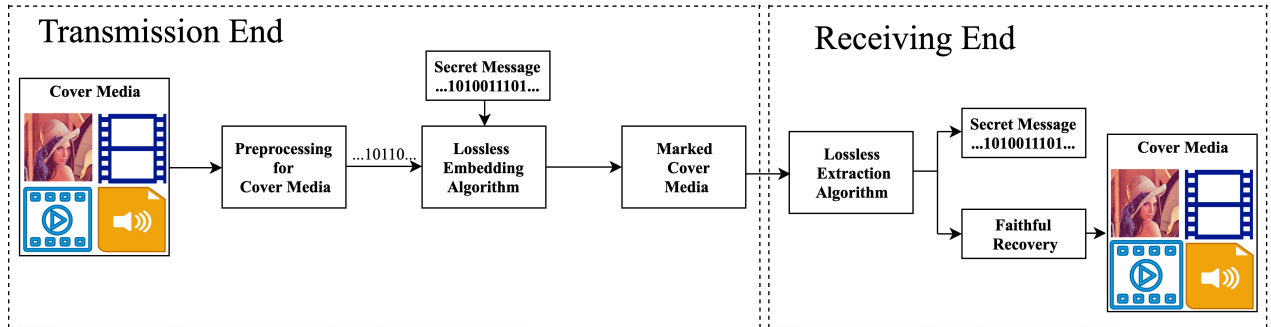 Transmission End
Cover Media
Preprocessing
for
Cover Media
...10110...
Secret Message
...1010011101...
Lossless
Embedding
Algorithm
Marked
Cover
Media
Receiving End
Lossless
Extraction
Algorithm
Secret Message
...1010011101...
Faithful
Recovery
Cover Media